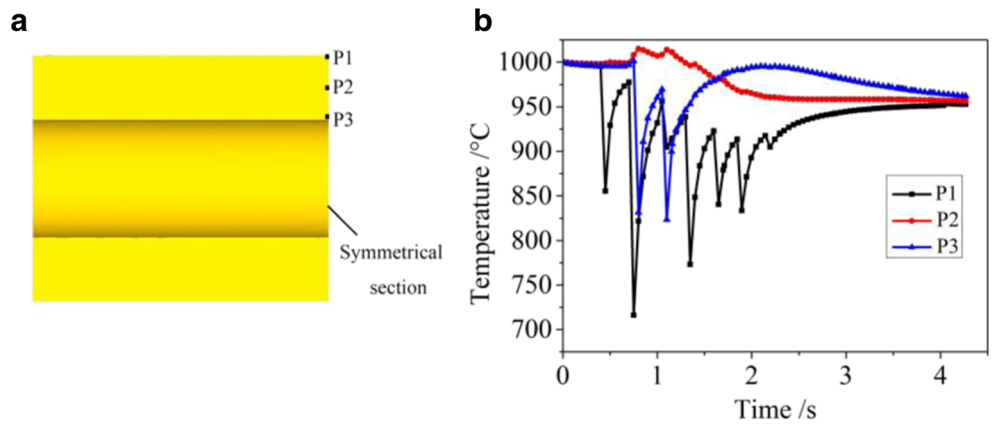 a
P1
P2
P3
Symmetrical
section
b
Temperature /°C
1000
950
900
850
800
750
700
P1
P2
P3
0
1
2
3
4
Time /s